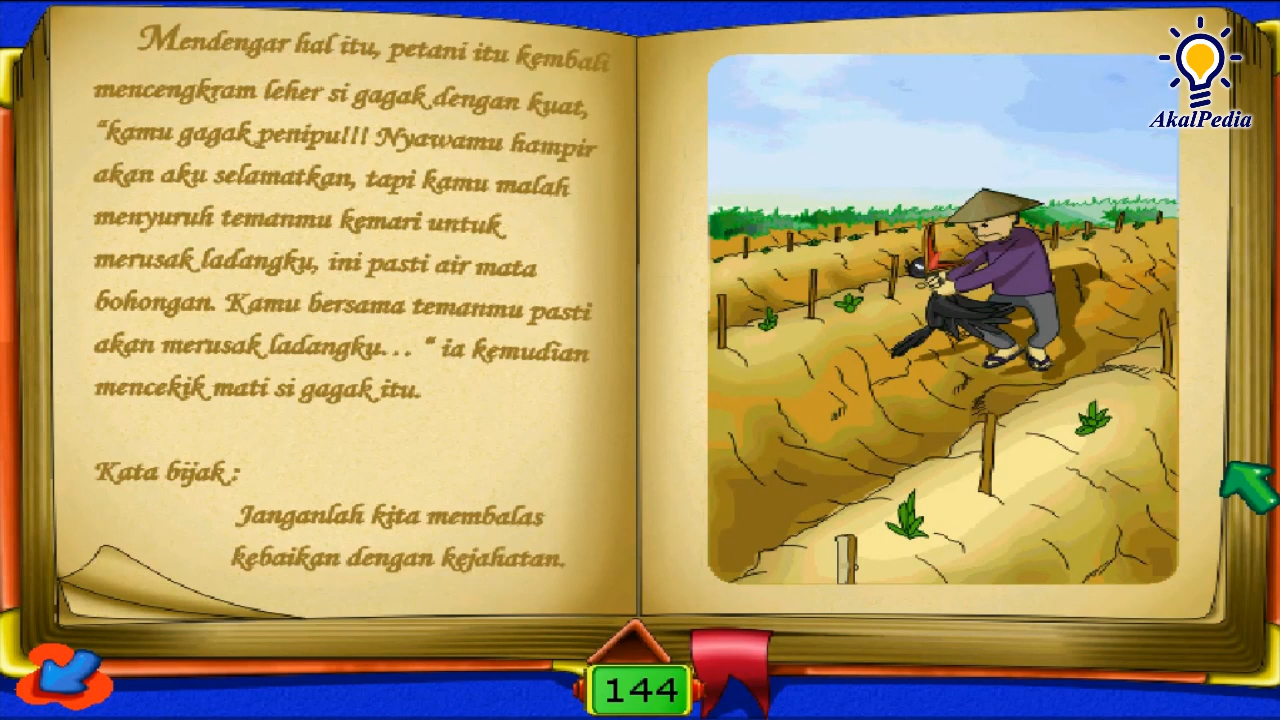 Mendengar hal itu, petani itu kembali
mencengkram leher si gagak dengan kuat,
“kamu gagak penipu!!! Nyawamu hampir
akan aku selamatkan, tapi kamu malah
menyuruh temanmu kemari untuk
merusak ladangku, ini pasti air mata
bohongan. Kamu bersama temanmu pasti
akan merusak ladangku... “ ia kemudian
mencekik mati si gagak itu.
Kata bijak :
Janganlah kita membalas
kebaikan dengan kejahatan.
AkalPedia
144